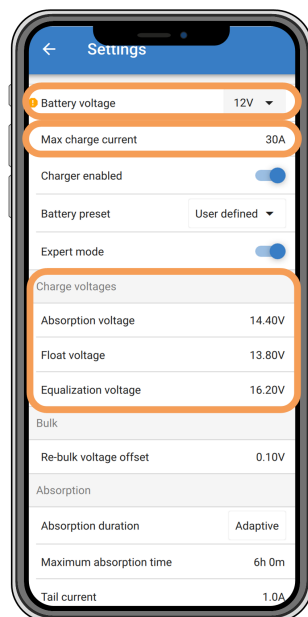 Settings
Battery voltage 12V
Max charge current 30A
Charger enabled
Battery preset User defined
Expert mode
Charge voltages
Absorption voltage 14.40V
Float voltage 13.80V
Equalization voltage 16.20V
Bulk
Re-bulk voltage offset 0.10V
Absorption
Absorption duration Adaptive
Maximum absorption time 6h 0m
Tail current 1.0A